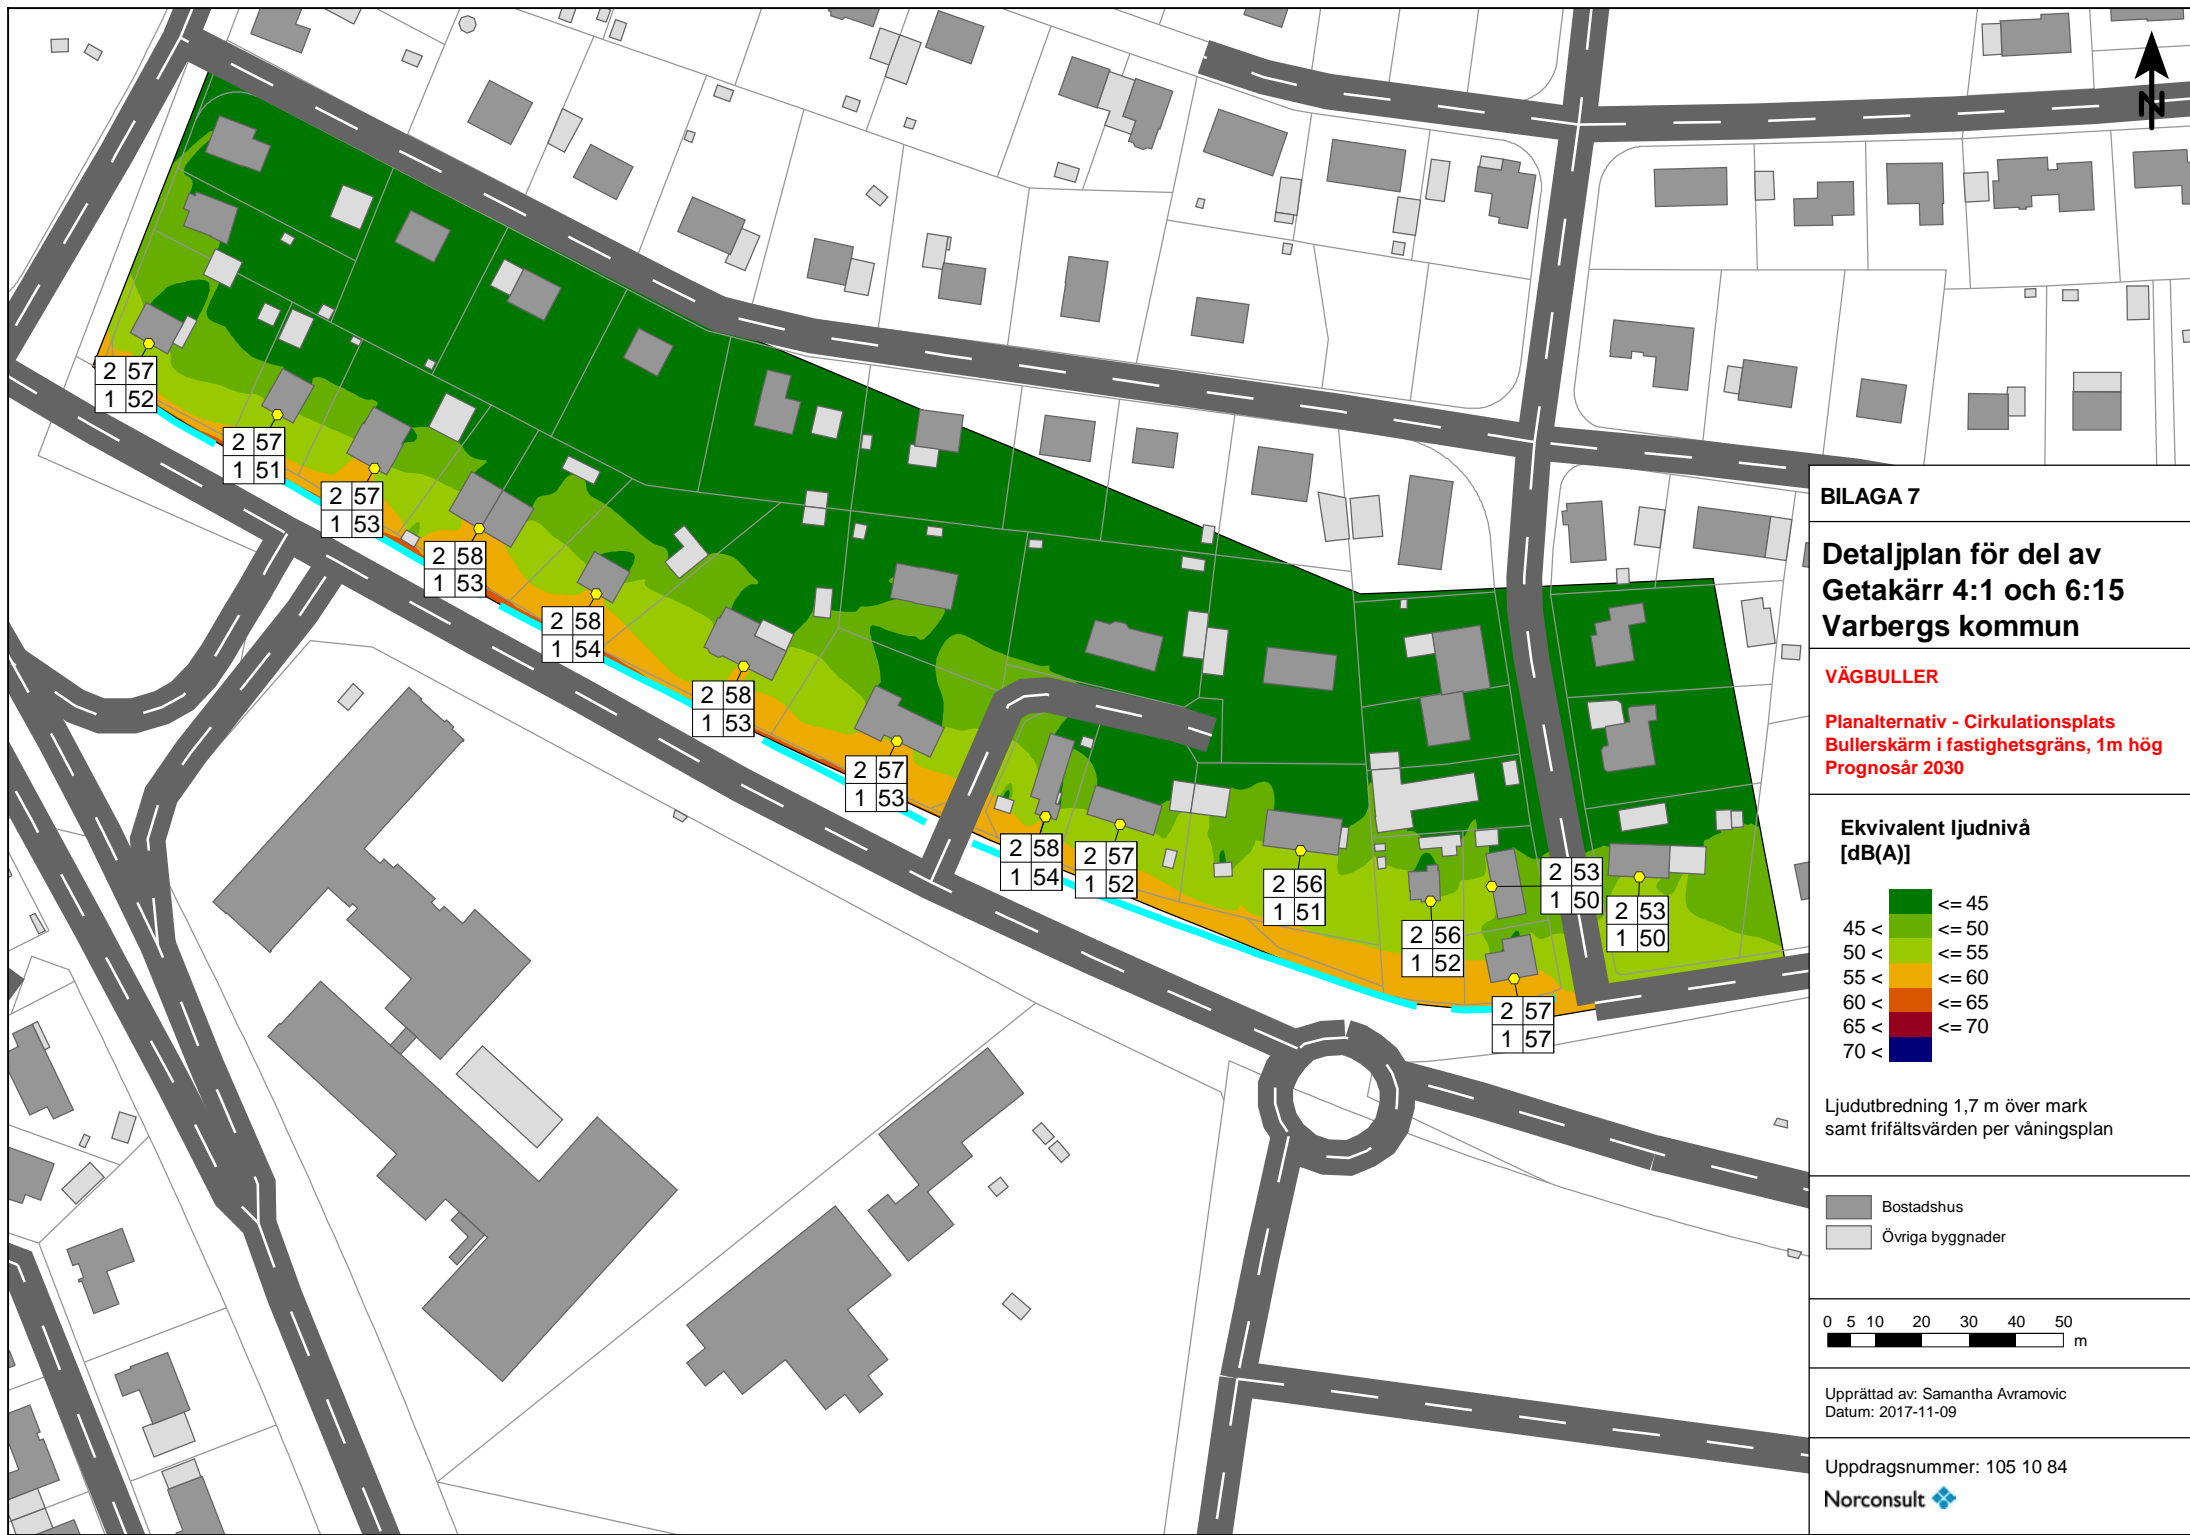 N
2 57
1 52
2 57
1 51
2 57
1 53
2 58
1 53
2 58
1 54
2 58
1 53
2 57
1 53
2 58
1 54
2 57
1 52
2 56
1 51
2 56
1 52
2 53
1 50
2 53
1 50
2 57
1 57
BILAGA 7
Detaljplan för del av
Getakärr 4:1 och 6:15
Varbergs kommun
VÄGBULLER
Planalternativ - Cirkulationsplats
Bullerskärm i fastighetsgräns, 1m hög
Prognosår 2030
Ekvivalent ljudnivå
[dB(A)]
<= 45
45 < <= 50
50 < <= 55
55 < <= 60
60 < <= 65
65 < <= 70
70 <
Ljudutbredning 1,7 m över mark
samt frifältsvärden per våningsplan
Bostadshus
Övriga byggnader
0 5 10 20 30 40 50
m
Upprättad av: Samantha Avramovic
Datum: 2017-11-09
Uppdragsnummer: 105 10 84
Norconsult